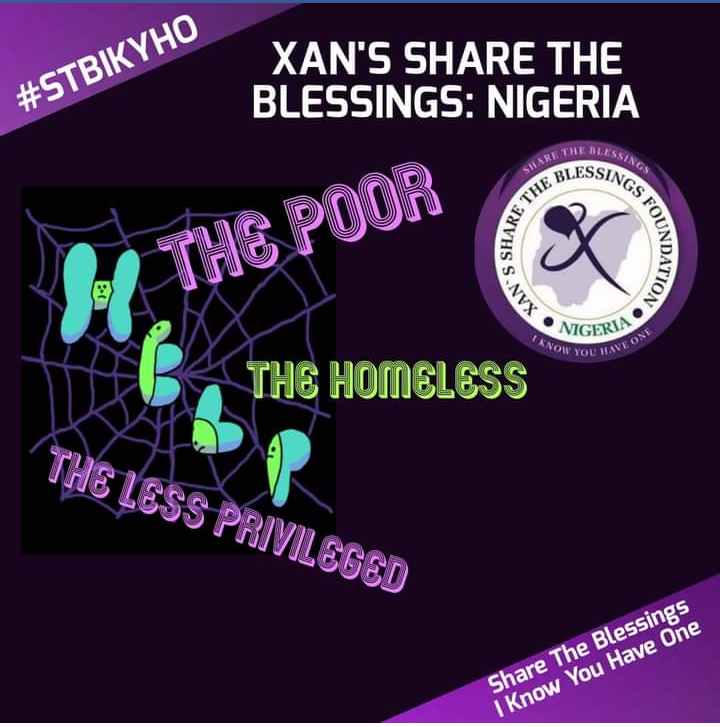 #STBIKYHO
XAN'S SHARE THE
BLESSINGS: NIGERIA
SHARE THE BLESSINGS
XAN'S SHARE THE BLESSINGS FOUNDATION
X
NIGERIA
I KNOW YOU HAVE ONE
THE POOR
HELP
THE HOMELESS
THE LESS PRIVILEGED
Share The Blessings
I Know You Have One